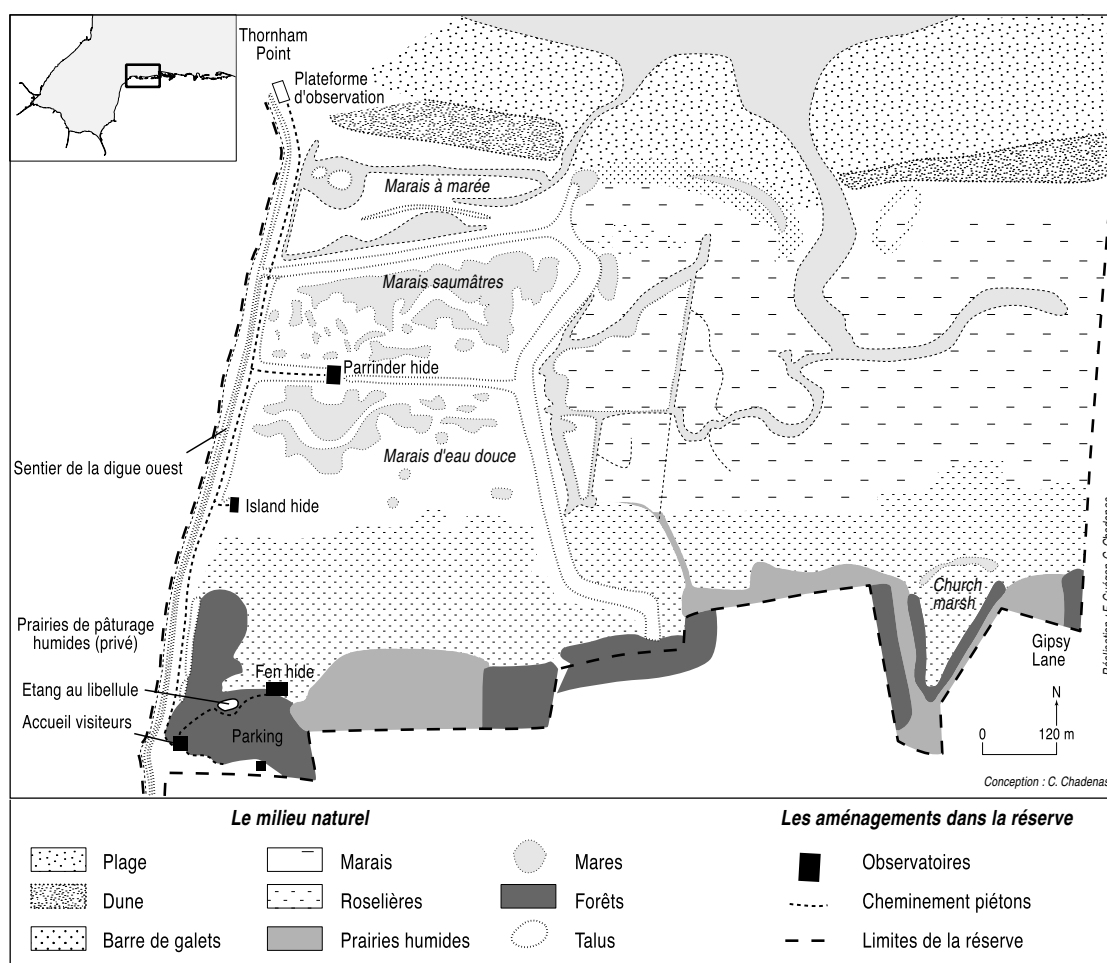 Thornham
Point
Plateforme
d'observation
Marais à marée
Marais saumâtres
Parrinder hide
Sentier de la digue ouest
Marais d'eau douce
Island hide
Church
marsh
Prairies de pâturage
humides (privé)
Gipsy
Lane
Fen hide
Etang au libellule
Accueil visiteurs
Parking
N
0 120 m
Conception : C. Chadenas
Le milieu naturel
Les aménagements dans la réserve
Plage
Marais
Mares
Observatoires
Dune
Roselières
Forêts
Cheminement piétons
Barre de galets
Prairies humides
Talus
Limites de la réserve